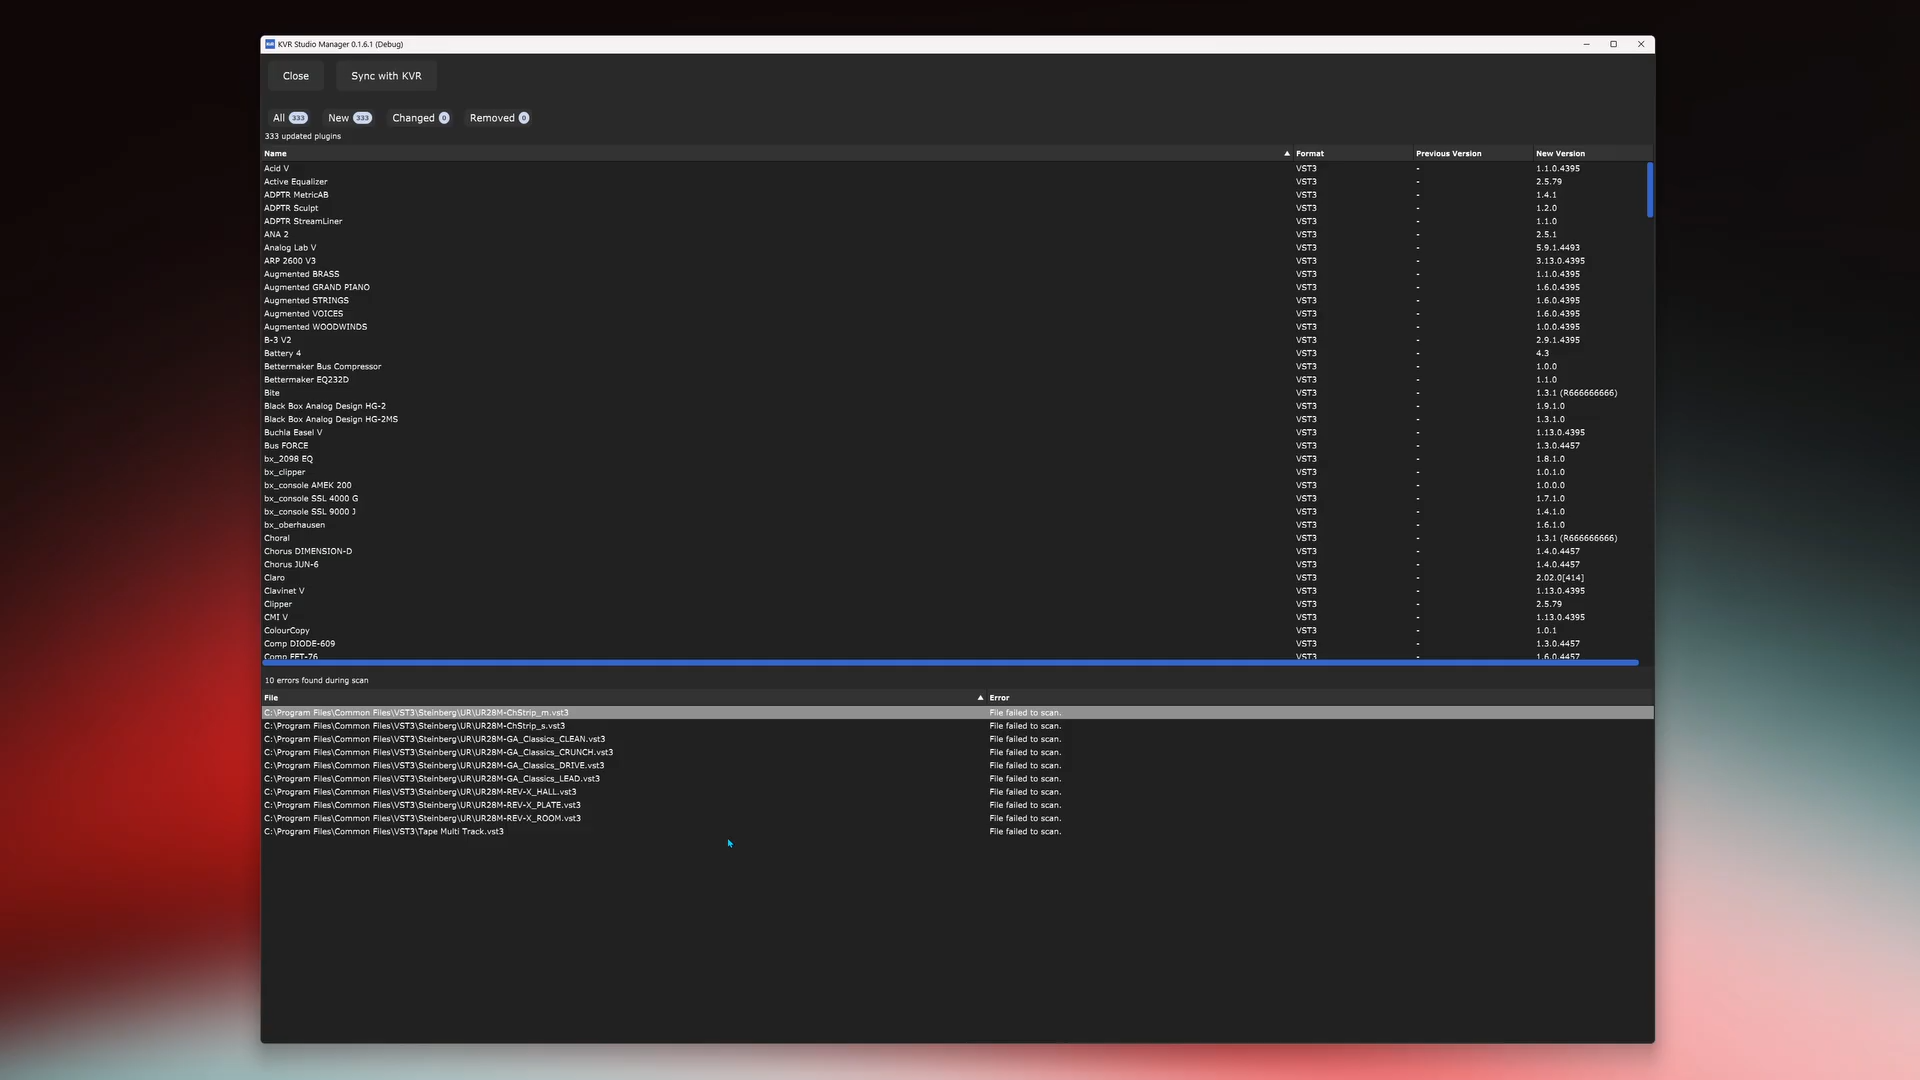 KVR Studio Manager 0.1.6.1 (Debug)
Close Sync with KVR
All 333 New 333 Changed 0 Removed 0
333 updated plugins
Name Format Previous Version New Version
Acid V VST3 - 1.1.0.4395
Active Equalizer VST3 - 2.5.79
ADPTR MetricAB VST3 - 1.4.1
ADPTR Sculpt VST3 - 1.2.0
ADPTR StreamLiner VST3 - 1.1.0
ANA 2 VST3 - 2.5.1
Analog Lab V VST3 - 5.9.1.4493
ARP 2600 V3 VST3 - 3.13.0.4395
Augmented BRASS VST3 - 1.1.0.4395
Augmented GRAND PIANO VST3 - 1.6.0.4395
Augmented STRINGS VST3 - 1.6.0.4395
Augmented VOICES VST3 - 1.6.0.4395
Augmented WOODWINDS VST3 - 1.0.0.4395
B-3 V2 VST3 - 2.9.1.4395
Battery 4 VST3 - 4.3
Bettermaker Bus Compressor VST3 - 1.0.0
Bettermaker EQ232D VST3 - 1.1.0
Bite VST3 - 1.3.1 (R666666666)
Black Box Analog Design HG-2 VST3 - 1.9.1.0
Black Box Analog Design HG-2MS VST3 - 1.3.1.0
Buchla Easel V VST3 - 1.13.0.4395
Bus FORCE VST3 - 1.3.0.4457
bx_2098 EQ VST3 - 1.8.1.0
bx_clipper VST3 - 1.0.1.0
bx_console AMEK 200 VST3 - 1.0.0.0
bx_console SSL 4000 G VST3 - 1.7.1.0
bx_console SSL 9000 J VST3 - 1.4.1.0
bx_oberhausen VST3 - 1.6.1.0
Choral VST3 - 1.3.1 (R666666666)
Chorus DIMENSION-D VST3 - 1.4.0.4457
Chorus JUN-6 VST3 - 1.4.0.4457
Claro VST3 - 2.02.0[414]
Clavinet V VST3 - 1.13.0.4395
Clipper VST3 - 2.5.79
CMI V VST3 - 1.13.0.4395
ColourCopy VST3 - 1.0.1
Comp DIODE-609 VST3 - 1.3.0.4457
Comp FET-76 VST3 - 1.6.0.4457
10 errors found during scan
File Error
C:\Program Files\Common Files\VST3\Steinberg\UR\UR28M-ChStrip_m.vst3 File failed to scan.
C:\Program Files\Common Files\VST3\Steinberg\UR\UR28M-ChStrip_s.vst3 File failed to scan.
C:\Program Files\Common Files\VST3\Steinberg\UR\UR28M-GA_Classics_CLEAN.vst3 File failed to scan.
C:\Program Files\Common Files\VST3\Steinberg\UR\UR28M-GA_Classics_CRUNCH.vst3 File failed to scan.
C:\Program Files\Common Files\VST3\Steinberg\UR\UR28M-GA_Classics_DRIVE.vst3 File failed to scan.
C:\Program Files\Common Files\VST3\Steinberg\UR\UR28M-GA_Classics_LEAD.vst3 File failed to scan.
C:\Program Files\Common Files\VST3\Steinberg\UR\UR28M-REV-X_HALL.vst3 File failed to scan.
C:\Program Files\Common Files\VST3\Steinberg\UR\UR28M-REV-X_PLATE.vst3 File failed to scan.
C:\Program Files\Common Files\VST3\Steinberg\UR\UR28M-REV-X_ROOM.vst3 File failed to scan.
C:\Program Files\Common Files\VST3\Tape Multi Track.vst3 File failed to scan.